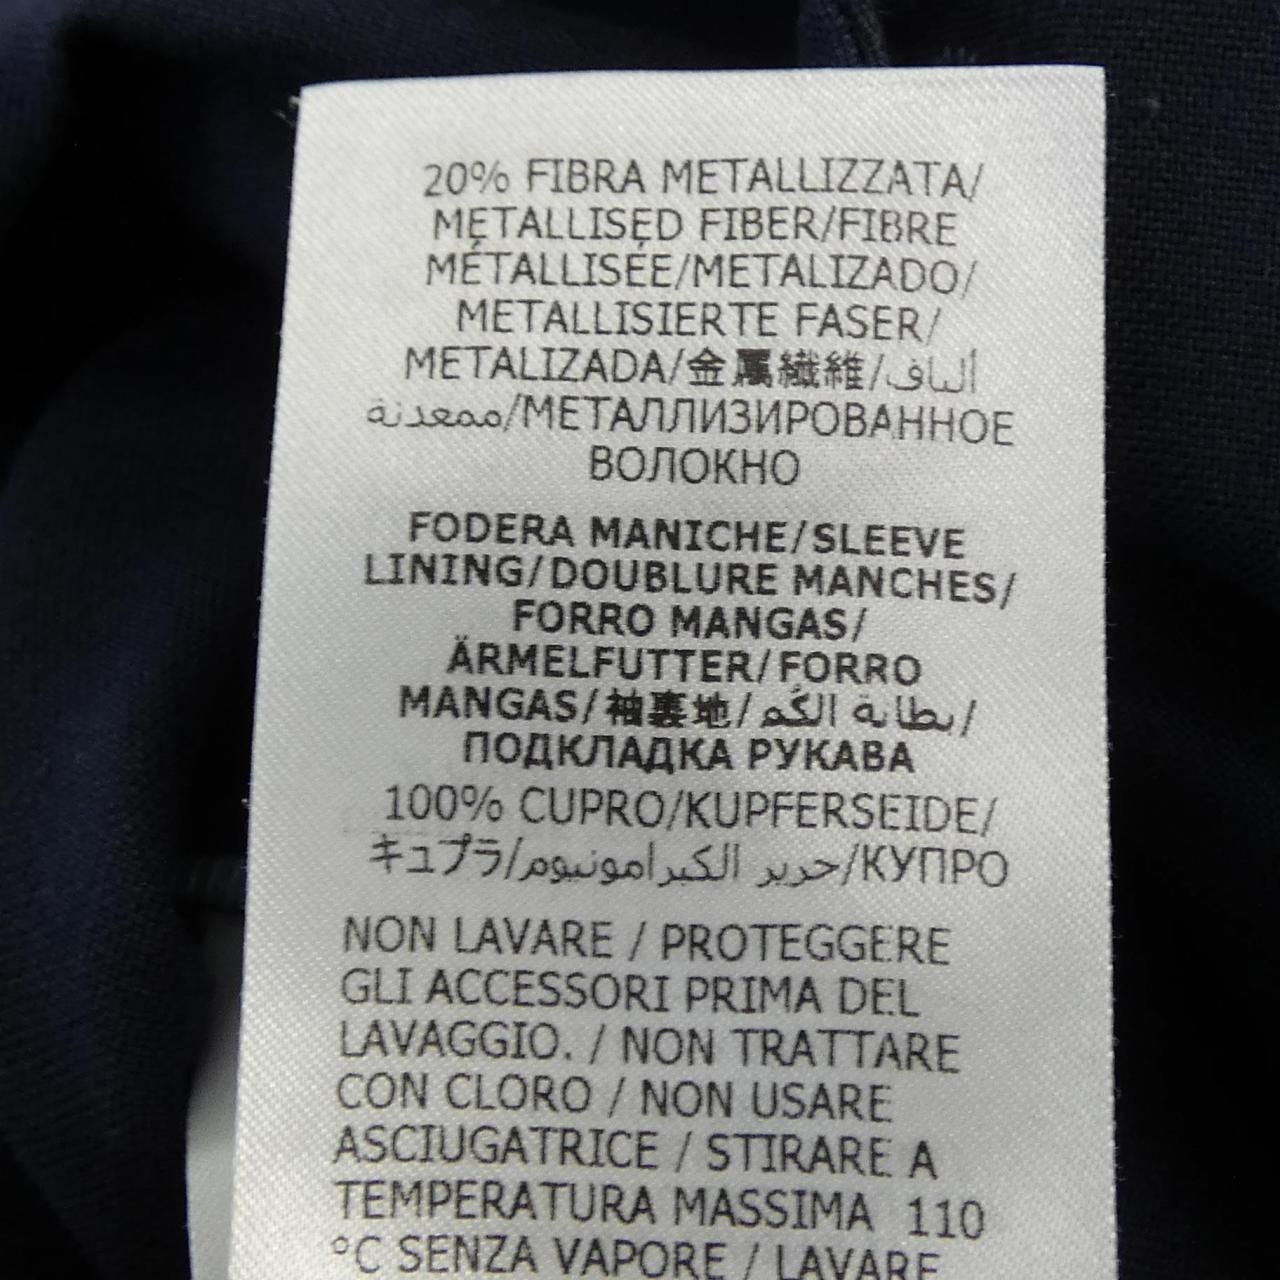 20% FIBRA METALLIZZATA/
METALLISED FIBER/FIBRE
MÉTALLISÉE/METALIZADO/
METALLISIERTE FASER/
METALIZADA/金属繊維/ألياف
ممعدنة/МЕТАЛЛИЗИРОВАННОЕ
ВОЛОКНО
FODERA MANICHE/SLEEVE
LINING/DOUBLURE MANCHES/
FORRO MANGAS/
ÄRMELFUTTER/FORRO
MANGAS/袖裏地/بطانة الكُم/
ПОДКЛАДКА РУКАВА
100% CUPRO/KUPFERSEIDE/
キュプラ/حرير الكبرامونيوم/КУПРО
NON LAVARE / PROTEGGERE
GLI ACCESSORI PRIMA DEL
LAVAGGIO. / NON TRATTARE
CON CLORO / NON USARE
ASCIUGATRICE / STIRARE A
TEMPERATURA MASSIMA 110
°C SENZA VAPORE / LAVARE